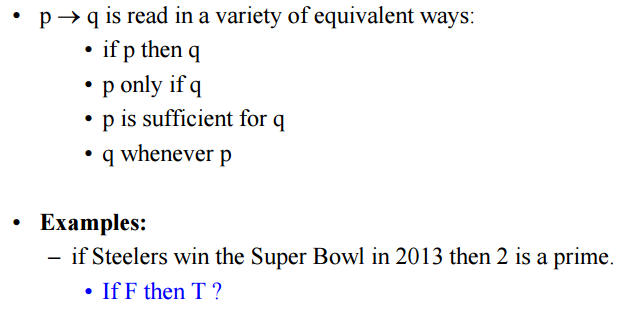 • p → q is read in a variety of equivalent ways:
• if p then q
• p only if q
• p is sufficient for q
• q whenever p
• Examples:
– if Steelers win the Super Bowl in 2013 then 2 is a prime.
• If F then T ?